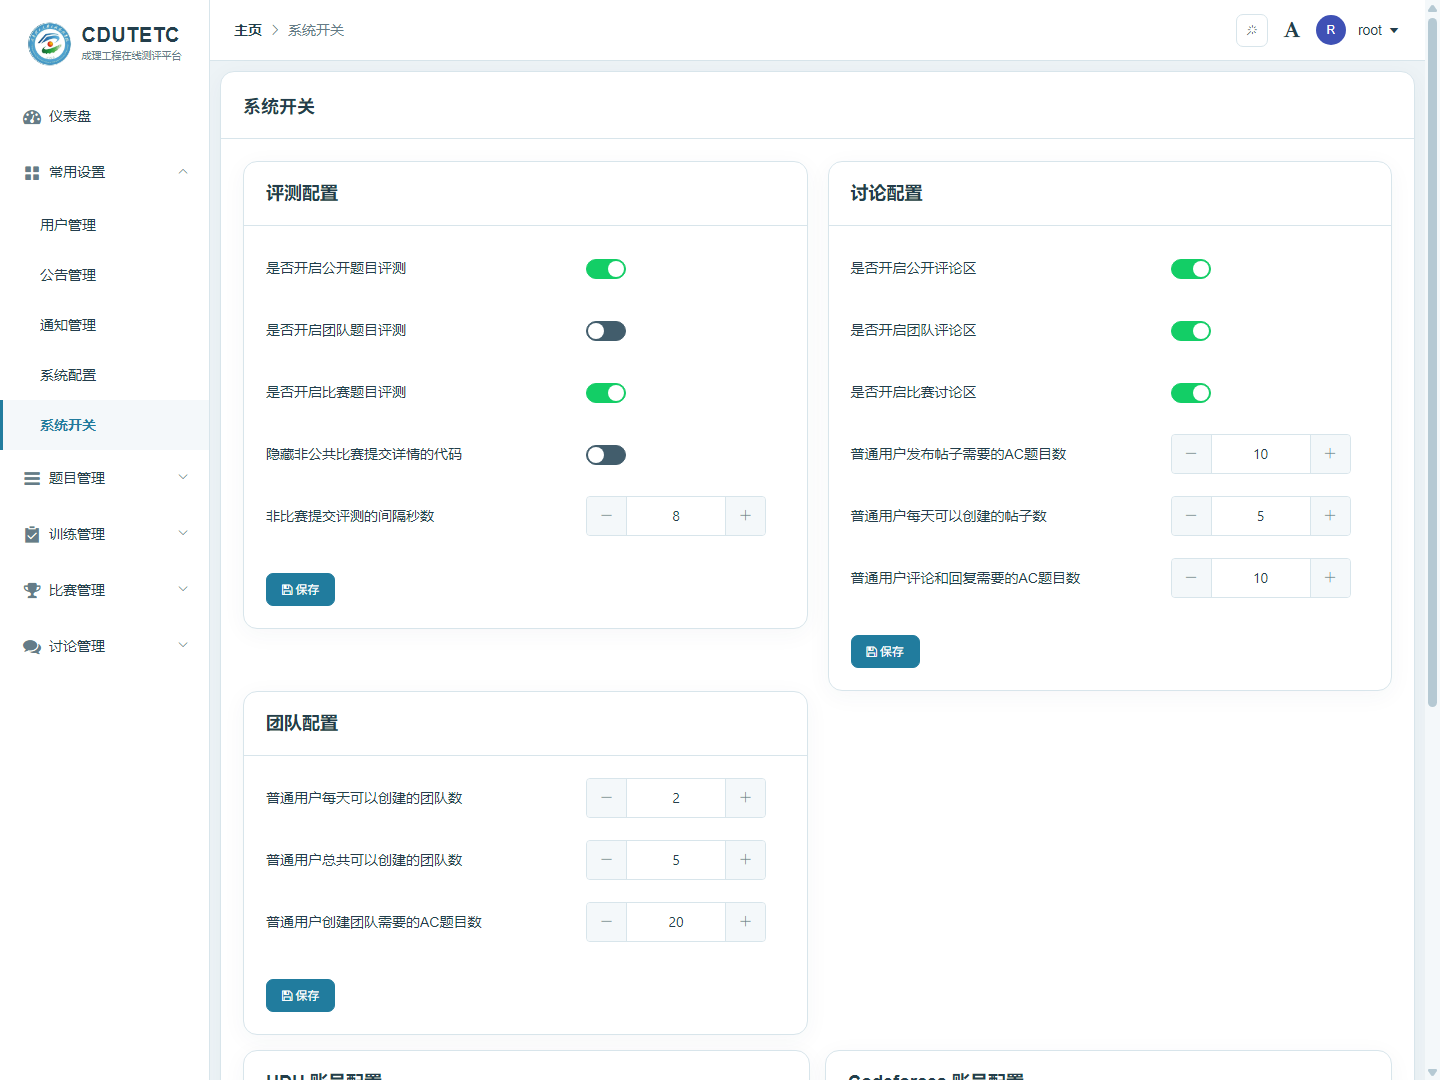 CDUTETC
成理工程在线测评平台
主页
系统开关
A
R
root
仪表盘
常用设置
用户管理
公告管理
通知管理
系统配置
系统开关
题目管理
训练管理
比赛管理
讨论管理
系统开关
评测配置
是否开启公开题目评测
是否开启团队题目评测
是否开启比赛题目评测
隐藏非公共比赛提交详情的代码
非比赛提交评测的间隔秒数
8
保存
讨论配置
是否开启公开评论区
是否开启团队评论区
是否开启比赛讨论区
普通用户发布帖子需要的AC题目数
10
普通用户每天可以创建的帖子数
5
普通用户评论和回复需要的AC题目数
10
保存
团队配置
普通用户每天可以创建的团队数
2
普通用户总共可以创建的团队数
5
普通用户创建团队需要的AC题目数
20
保存
HDU 账号配置
Codeforces 账号配置